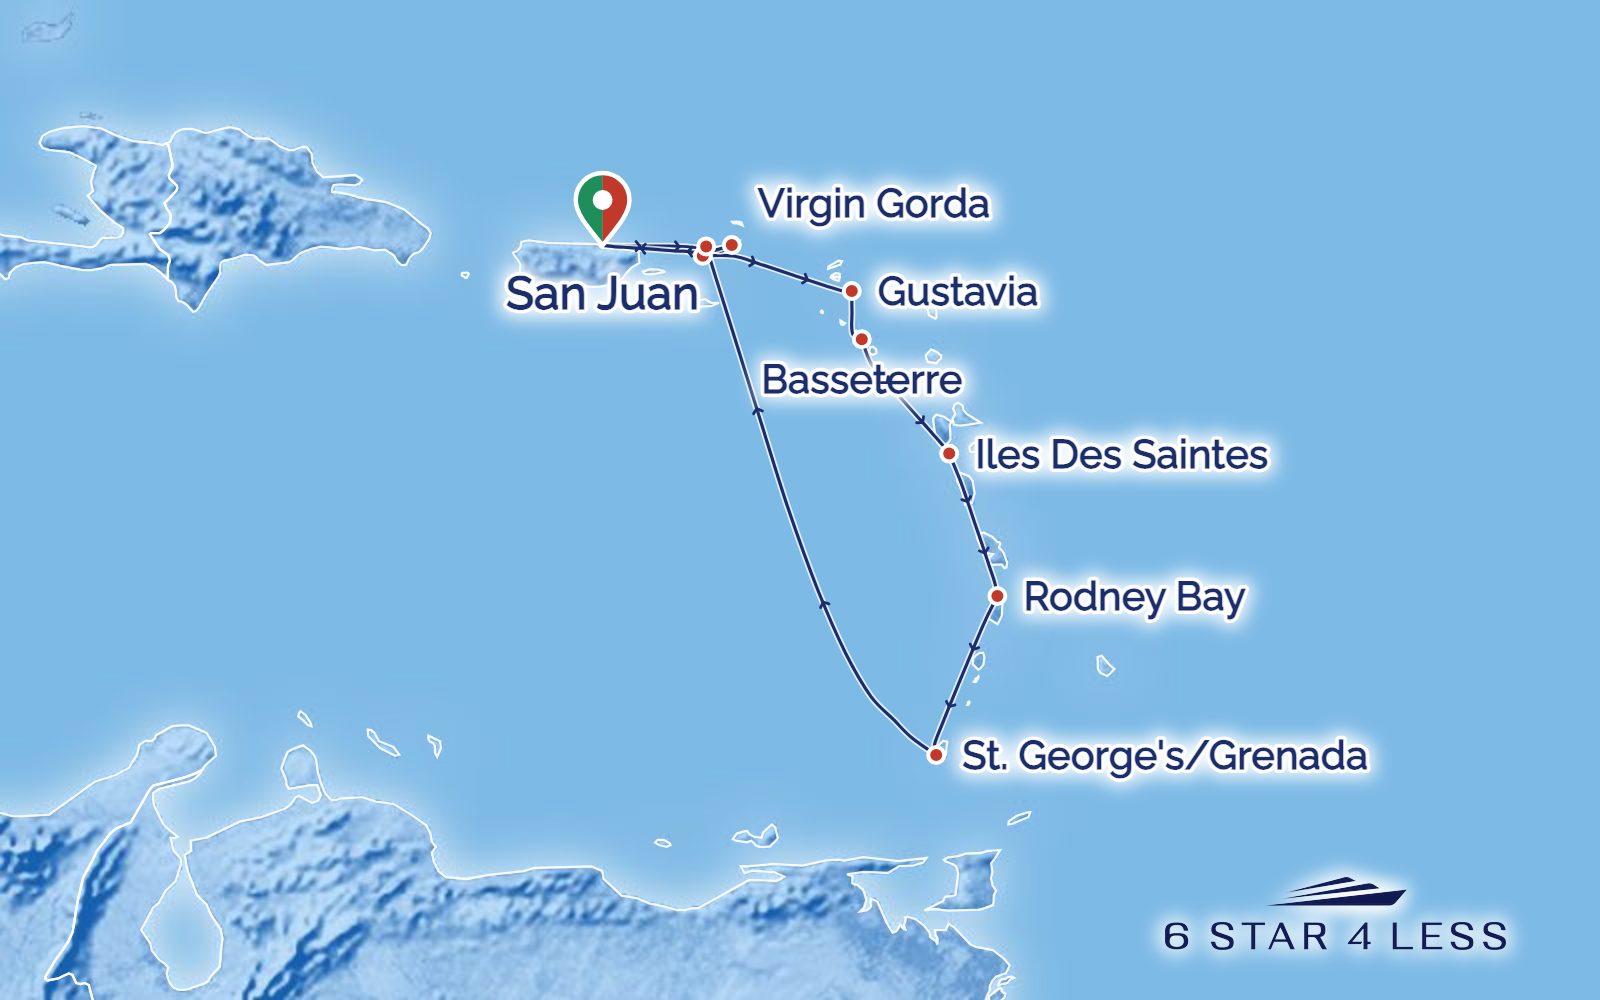 Virgin Gorda
San Juan
Gustavia
Basseterre
Iles Des Saintes
Rodney Bay
St. George's/Grenada
6 STAR 4 LESS